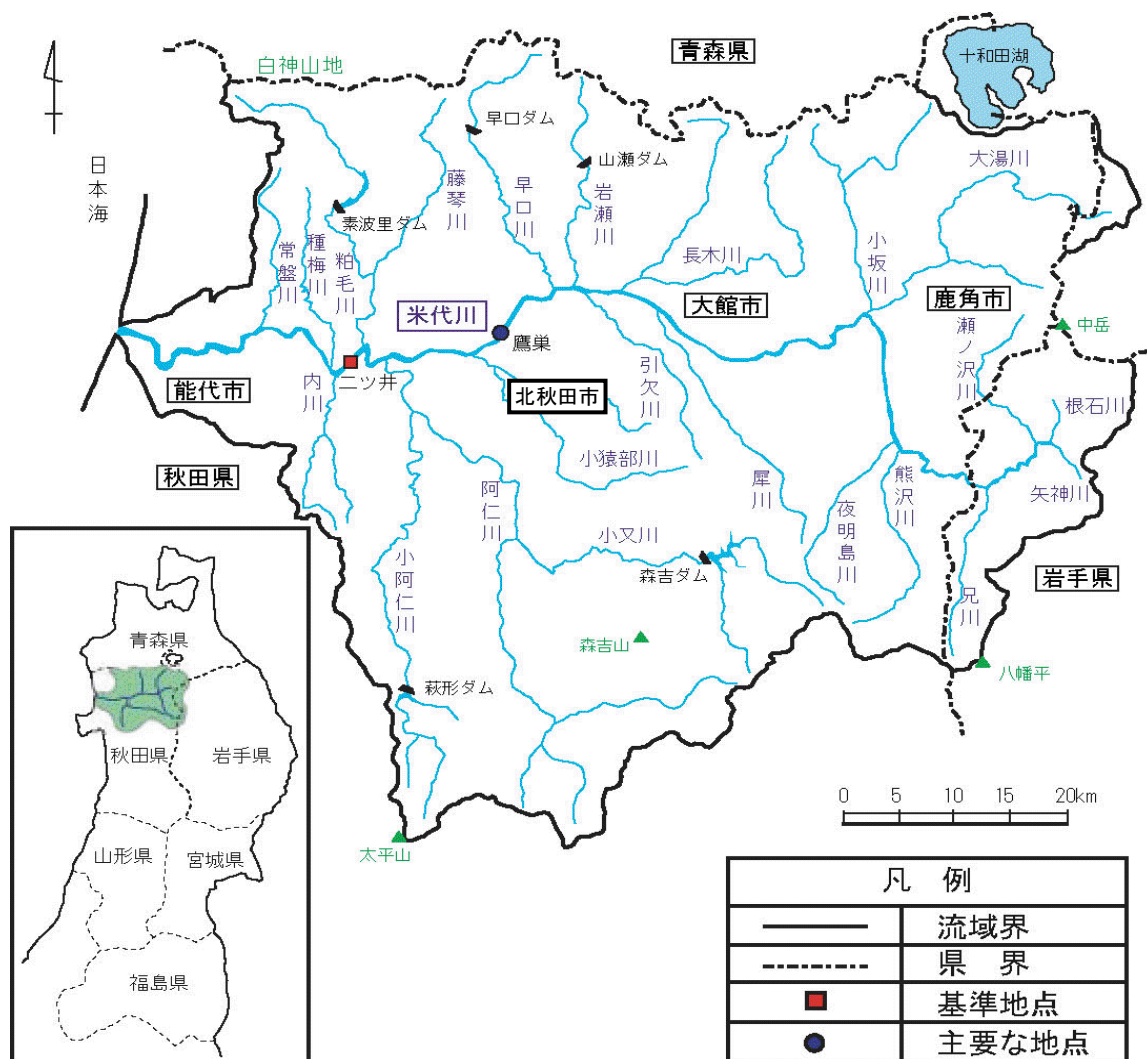 青森県
十和田湖
白神山地
早口ダム
山瀬ダム
大湯川
日本海
藤琴川
早口川
岩瀬川
素波里ダム
常盤川
種梅川
粕毛川
長木川
小坂川
米代川
大館市
鹿角市
瀬ノ沢川
中岳
鷹巣
二ツ井
能代市
内川
北秋田市
引欠川
根石川
秋田県
小猿部川
阿仁川
犀川
熊沢川
矢神川
小又川
夜明島川
森吉ダム
小阿仁川
岩手県
兄川
森吉山
八幡平
萩形ダム
太平山
青森県
秋田県
岩手県
山形県
宮城県
福島県
0 5 10 15 20km
凡 例
流域界
県 界
基準地点
主要な地点